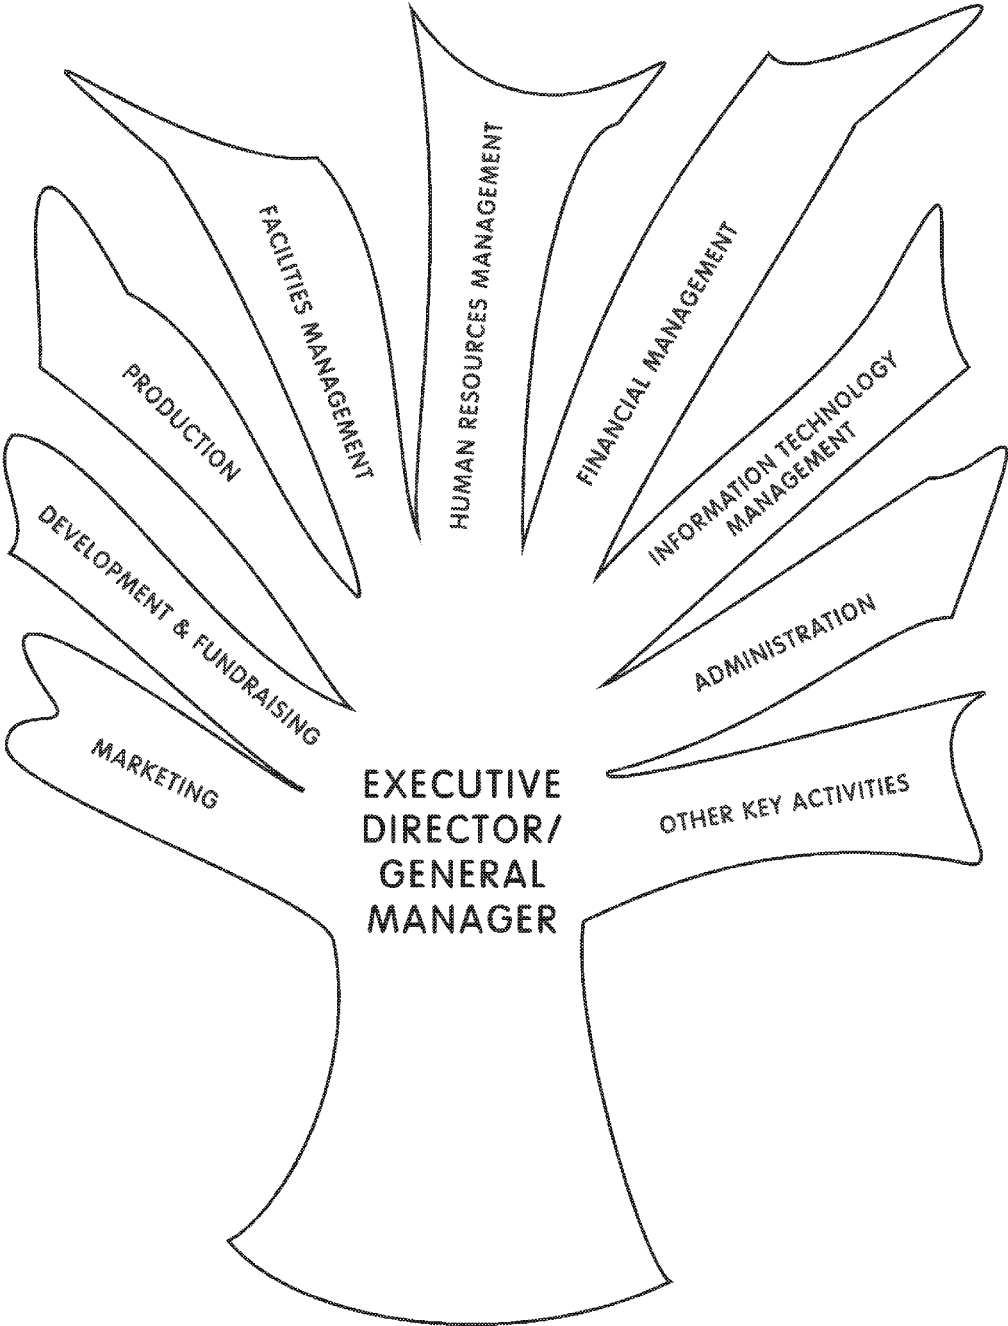 HUMAN RESOURCES MANAGEMENT
FACILITIES MANAGEMENT
FINANCIAL MANAGEMENT
PRODUCTION
INFORMATION TECHNOLOGY
MANAGEMENT
DEVELOPMENT & FUNDRAISING
ADMINISTRATION
MARKETING
OTHER KEY ACTIVITIES
EXECUTIVE
DIRECTOR/
GENERAL
MANAGER